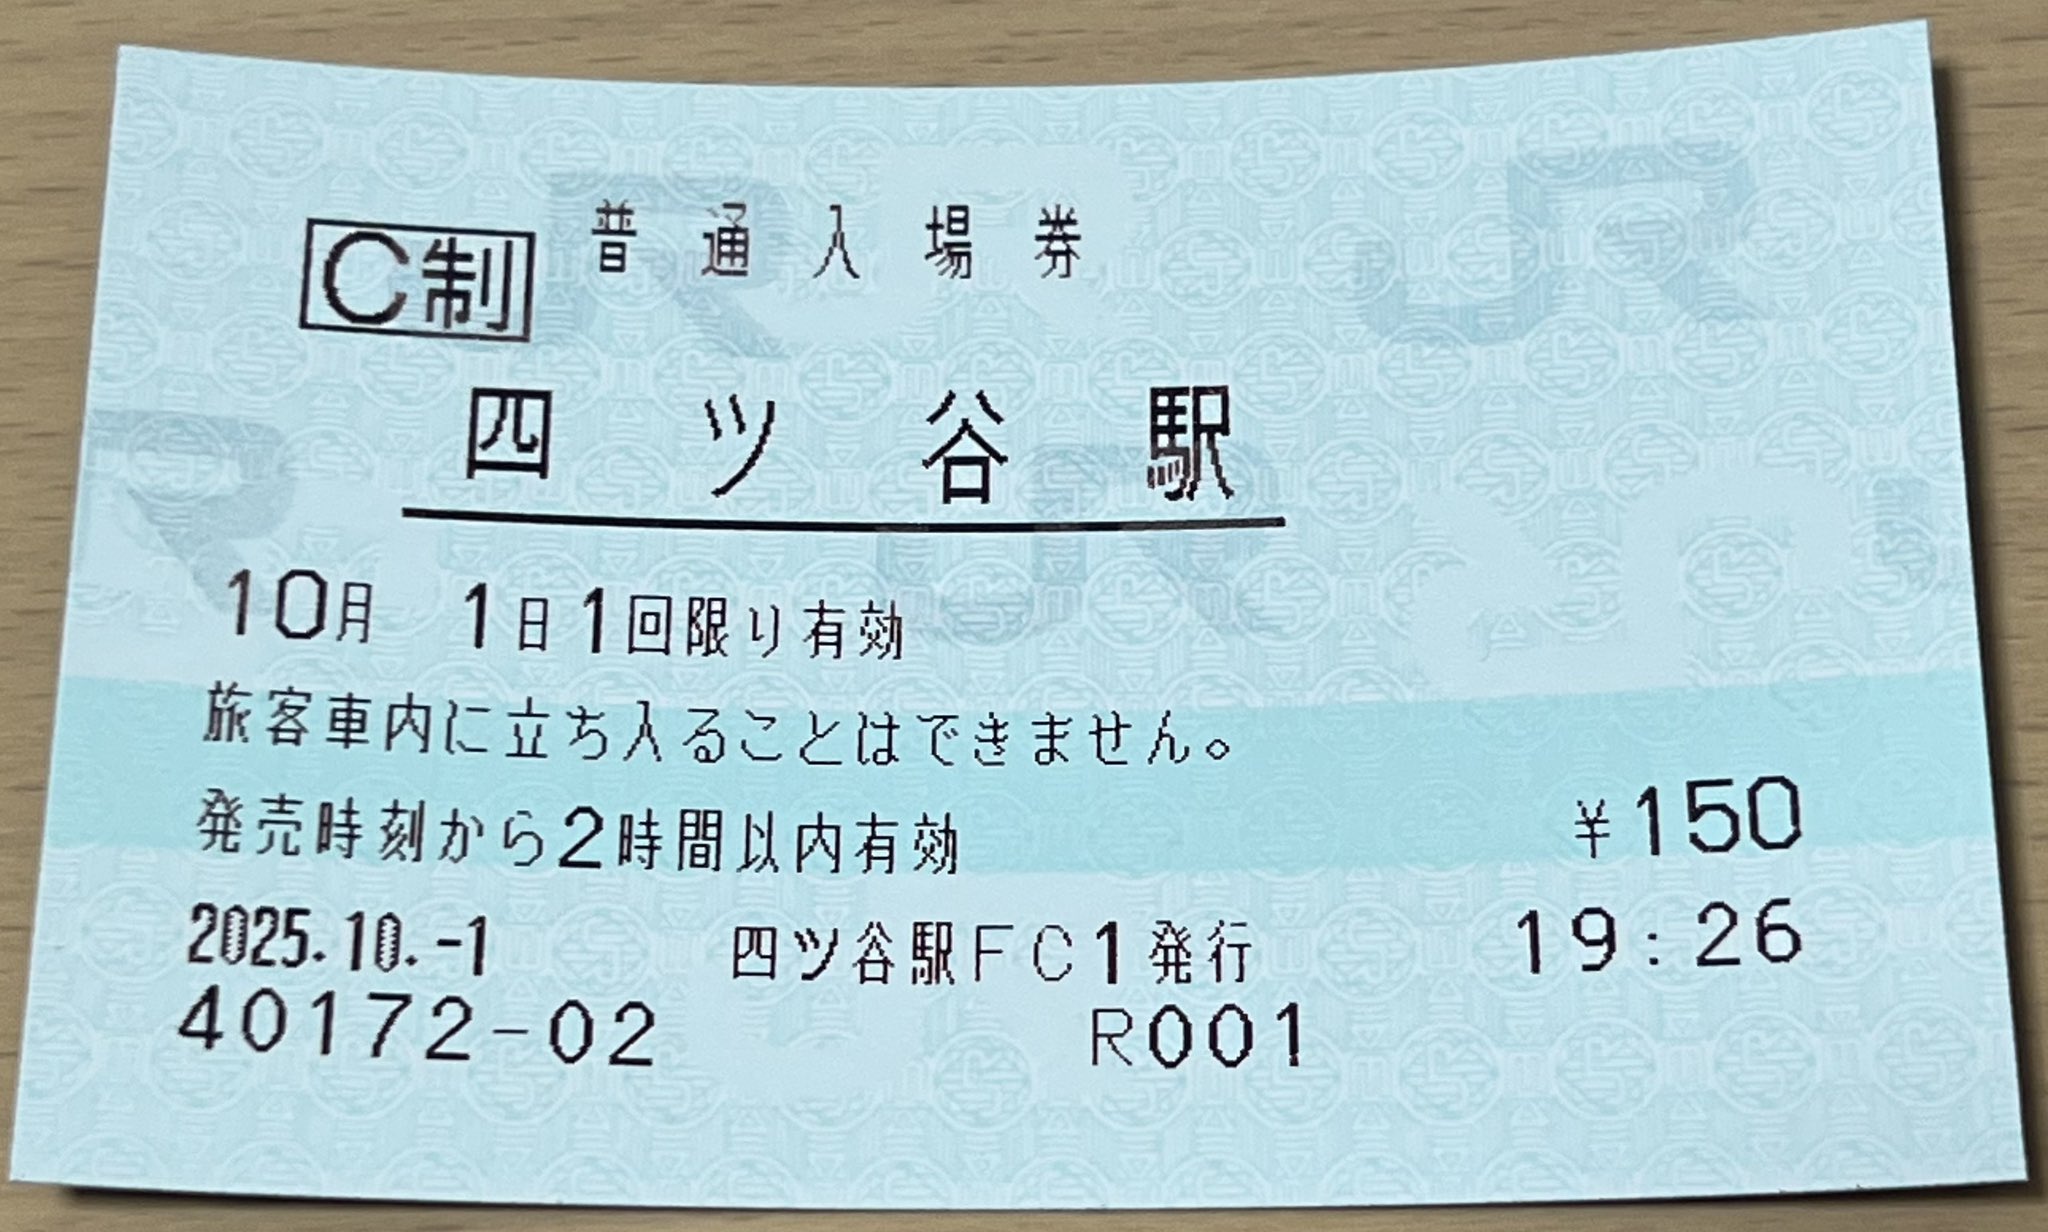 普通入場券
C制
四ツ谷駅
10月 1日1回限り有効
旅客車内に立ち入ることはできません。
発売時刻から2時間以内有効
¥150
2025.10.-1 四ツ谷駅FC1発行 19:26
40172-02 R001